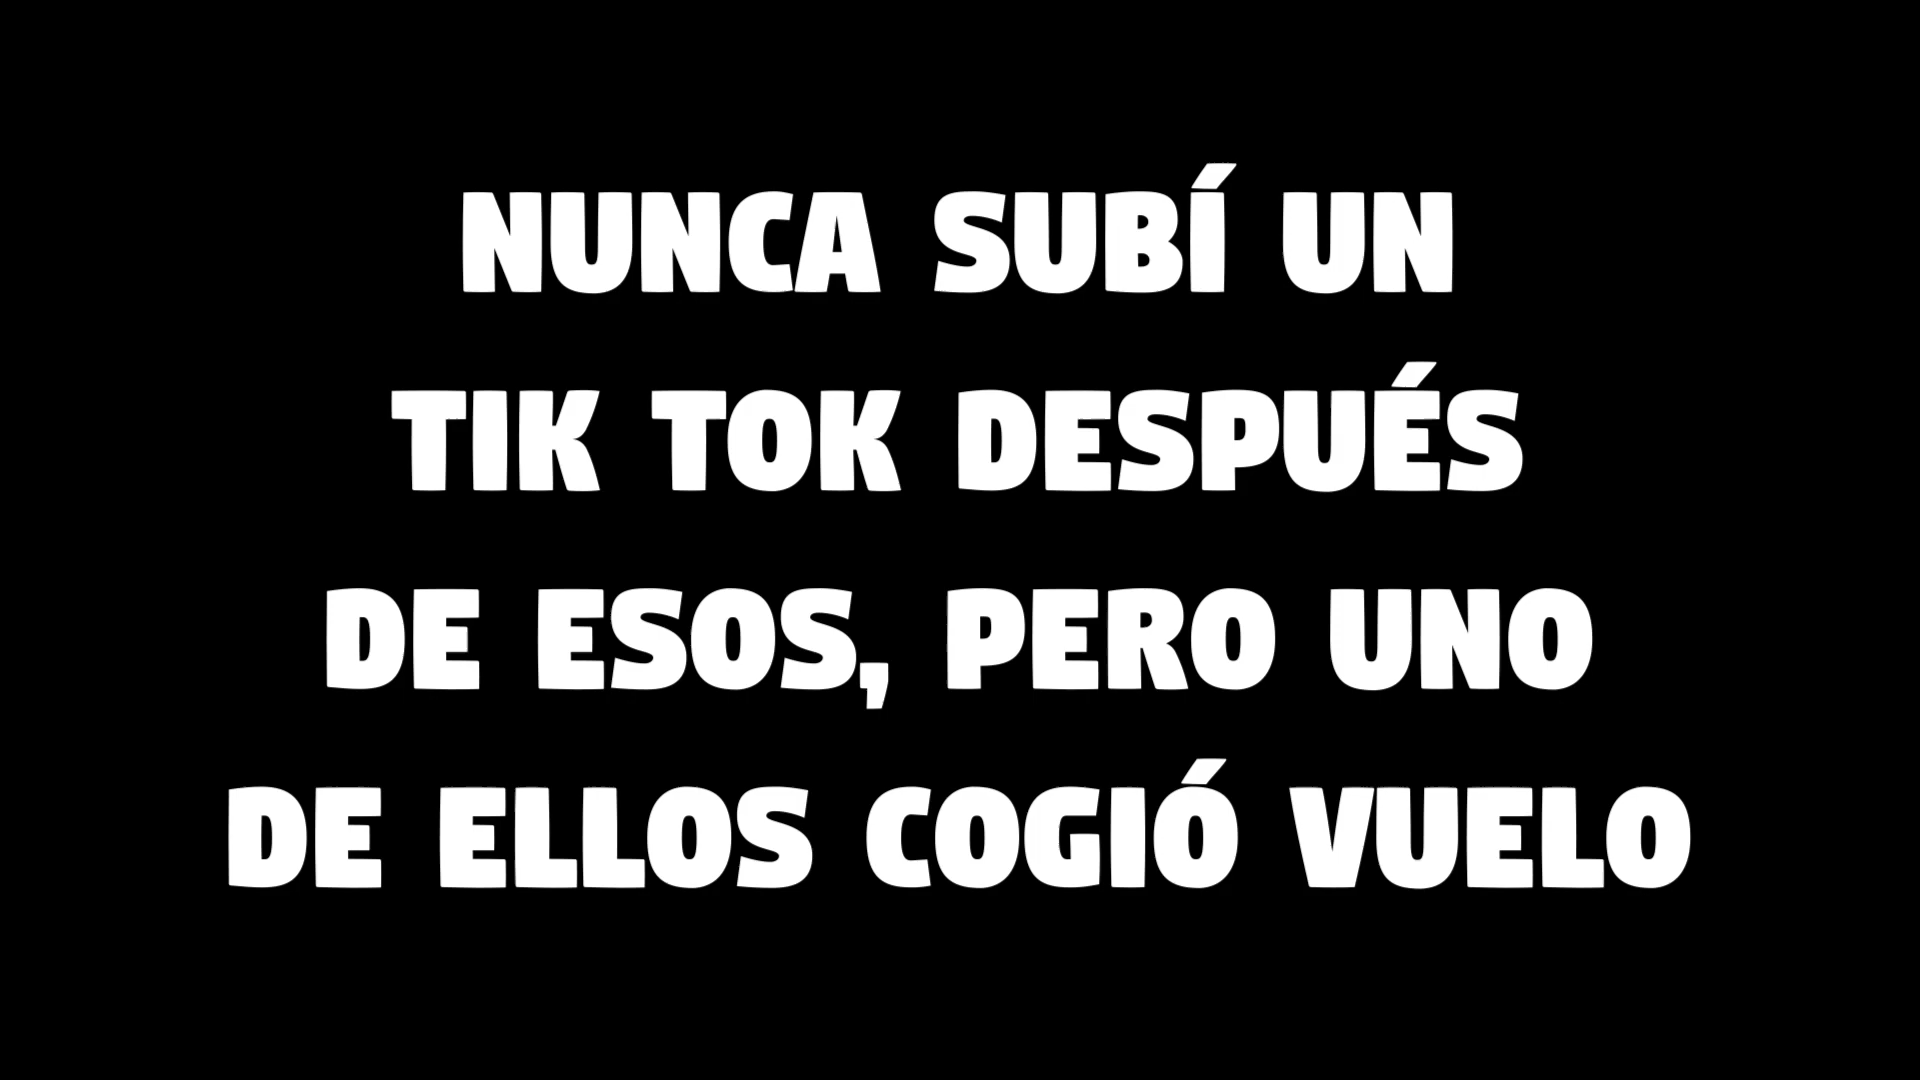 NUNCA SUBÍ UN
TIK TOK DESPUÉS
DE ESOS, PERO UNO
DE ELLOS COGIÓ VUELO